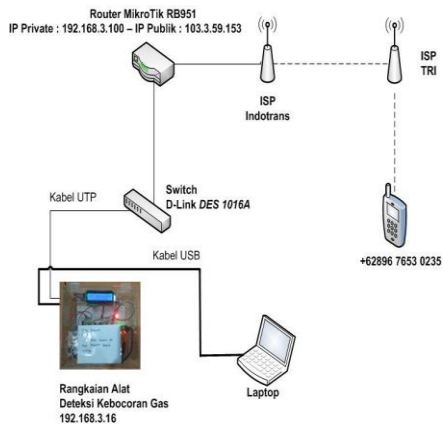 Router MikroTik RB951
IP Private : 192.168.3.100 – IP Publik : 103.3.59.153
ISP
TRI
ISP
Indotrans
Switch
D-Link DES 1016A
Kabel UTP
+62896 7653 0235
Kabel USB
Laptop
Rangkaian Alat
Deteksi Kebocoran Gas
192.168.3.16